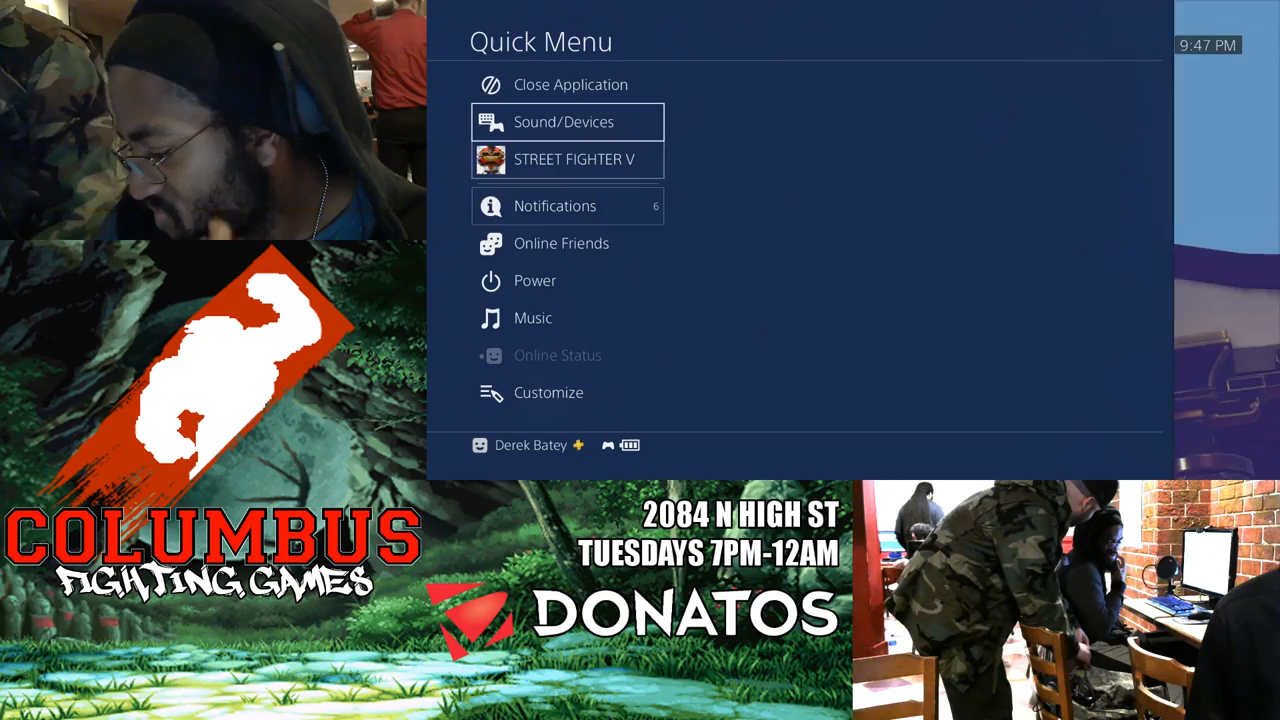 Quick Menu
9:47 PM
Close Application
Sound/Devices
STREET FIGHTER V
Notifications 6
Online Friends
Power
Music
Online Status
Customize
Derek Batey
COLUMBUS
FIGHTING GAMES
2084 N HIGH ST
TUESDAYS 7PM-12AM
DONATOS